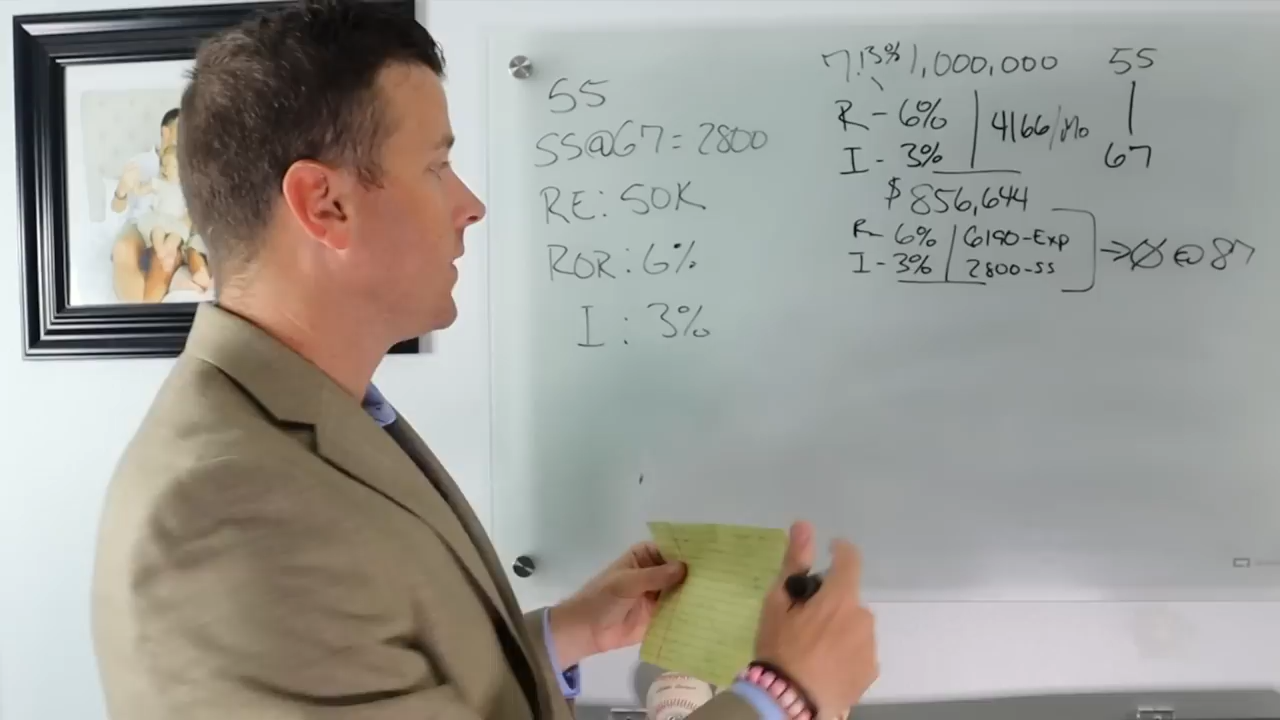 55
SS@67=2800
RE: 50K
ROR: 6%
I: 3%
7.13% 1,000,000 55
R - 6% 4166/Mo
I - 3% 67
$856,644
R- 6% 6190-Exp
I - 3% 2800-SS
→ Ø @ 87